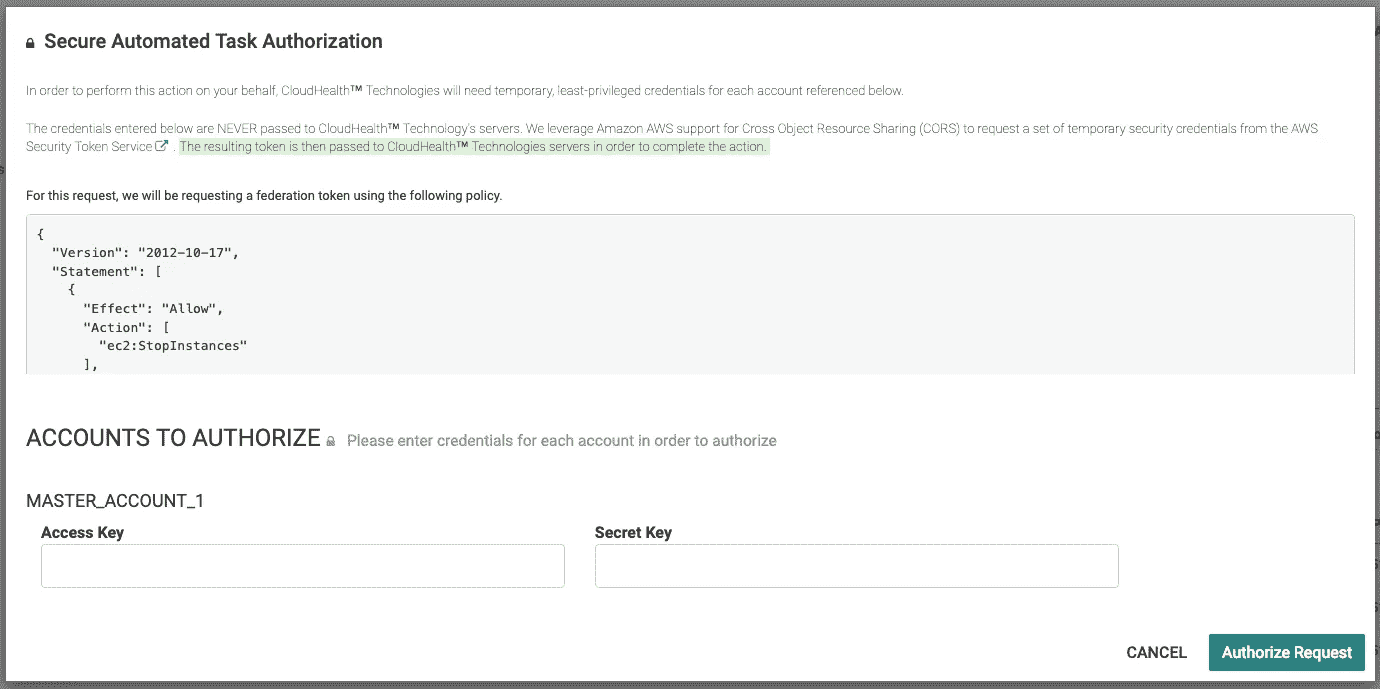 Secure Automated Task Authorization
In order to perform this action on your behalf, CloudHealth™ Technologies will need temporary, least-privileged credentials for each account referenced below.
The credentials entered below are NEVER passed to CloudHealth™ Technology's servers. We leverage Amazon AWS support for Cross Object Resource Sharing (CORS) to request a set of temporary security credentials from the AWS
Security Token Service . The resulting token is then passed to CloudHealth™ Technologies servers in order to complete the action.
For this request, we will be requesting a federation token using the following policy.
{
"Version": "2012-10-17",
"Statement": [
{
"Effect": "Allow",
"Action": [
"ec2:StopInstances"
],
ACCOUNTS TO AUTHORIZE Please enter credentials for each account in order to authorize
MASTER_ACCOUNT_1
Access Key Secret Key
CANCEL Authorize Request